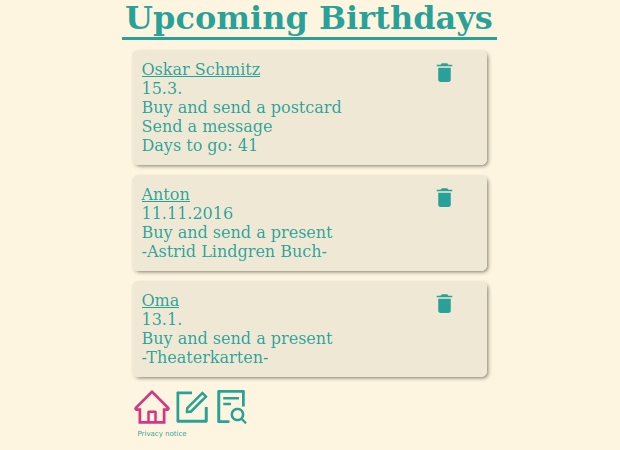 Upcoming Birthdays
Oskar Schmitz
15.3.
Buy and send a postcard
Send a message
Days to go: 41
Anton
11.11.2016
Buy and send a present
-Astrid Lindgren Buch-
Oma
13.1.
Buy and send a present
-Theaterkarten-
Privacy notice